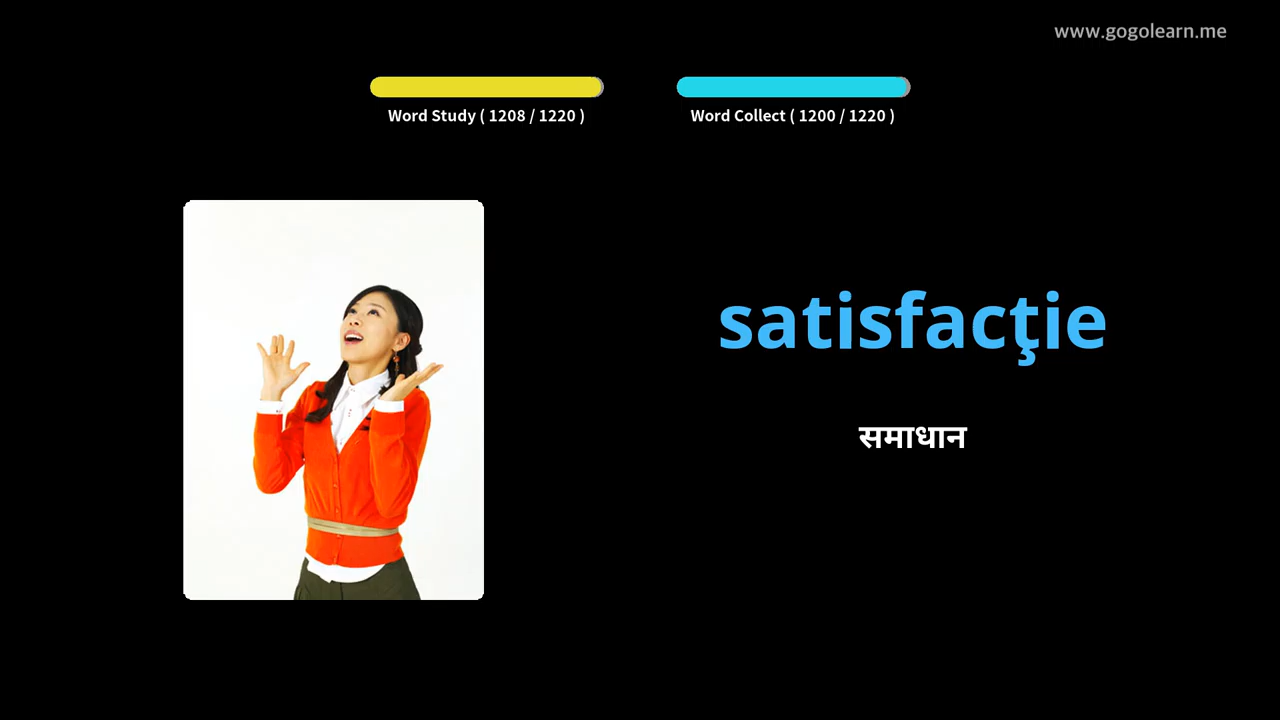 www.gogolearn.me
Word Study ( 1208 / 1220 )
Word Collect ( 1200 / 1220 )
satisfacţie
समाधान